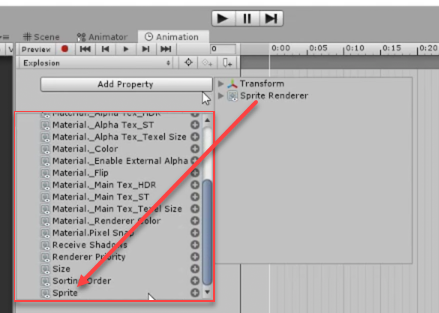 Scene Animator Animation
Preview 0 0:00 0:05 0:10 0:15 0:20
Explosion
Add Property
Transform
Sprite Renderer
Material._Alpha Tex_HDR
Material._Alpha Tex_ST
Material._Alpha Tex_Texel Size
Material._Color
Material._Enable External Alpha
Material._Flip
Material._Main Tex_HDR
Material._Main Tex_ST
Material._Main Tex_Texel Size
Material._Renderer Color
Material.Pixel Snap
Receive Shadows
Renderer Priority
Size
Sorting Order
Sprite